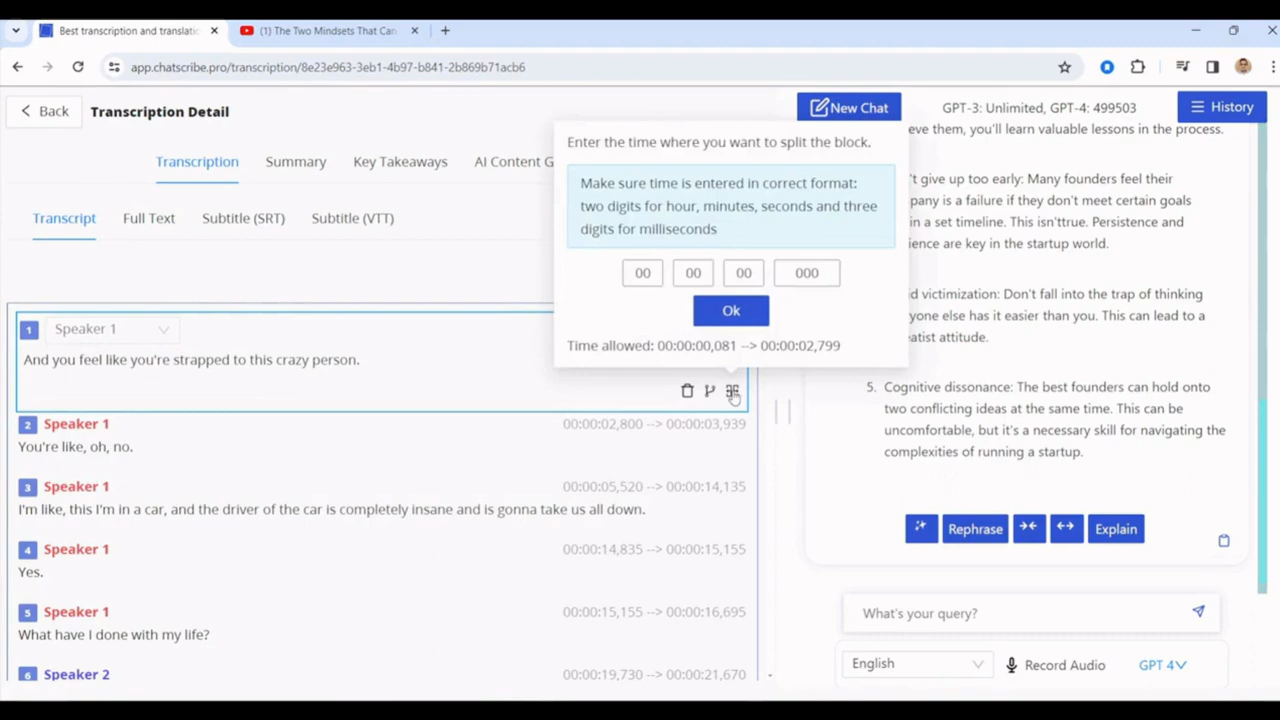 Best transcription and translatio
(1) The Two Mindsets That Can
app.chatscribe.pro/transcription/8e23e963-3eb1-4b97-b841-2b869b71acb6
Back
Transcription Detail
New Chat
GPT-3: Unlimited, GPT-4: 499503
History
Transcription
Summary
Key Takeaways
AI Content G
Transcript
Full Text
Subtitle (SRT)
Subtitle (VTT)
Enter the time where you want to split the block.
Make sure time is entered in correct format:
two digits for hour, minutes, seconds and three
digits for milliseconds
00 00 00 000
Ok
Time allowed: 00:00:00,081 --> 00:00:02,799
1 Speaker 1
And you feel like you're strapped to this crazy person.
2 Speaker 1 00:00:02,800 --> 00:00:03,939
You're like, oh, no.
3 Speaker 1 00:00:05,520 --> 00:00:14,135
I'm like, this I'm in a car, and the driver of the car is completely insane and is gonna take us all down.
4 Speaker 1 00:00:14,835 --> 00:00:15,155
Yes.
5 Speaker 1 00:00:15,155 --> 00:00:16,695
What have I done with my life?
6 Speaker 2 00:00:19,730 --> 00:00:21,670
eve them, you'll learn valuable lessons in the process.
't give up too early: Many founders feel their
pany is a failure if they don't meet certain goals
in a set timeline. This isn'ttrue. Persistence and
ience are key in the startup world.
d victimization: Don't fall into the trap of thinking
yone else has it easier than you. This can lead to a
eatist attitude.
5. Cognitive dissonance: The best founders can hold onto
two conflicting ideas at the same time. This can be
uncomfortable, but it's a necessary skill for navigating the
complexities of running a startup.
Rephrase
Explain
What's your query?
English
Record Audio
GPT 4